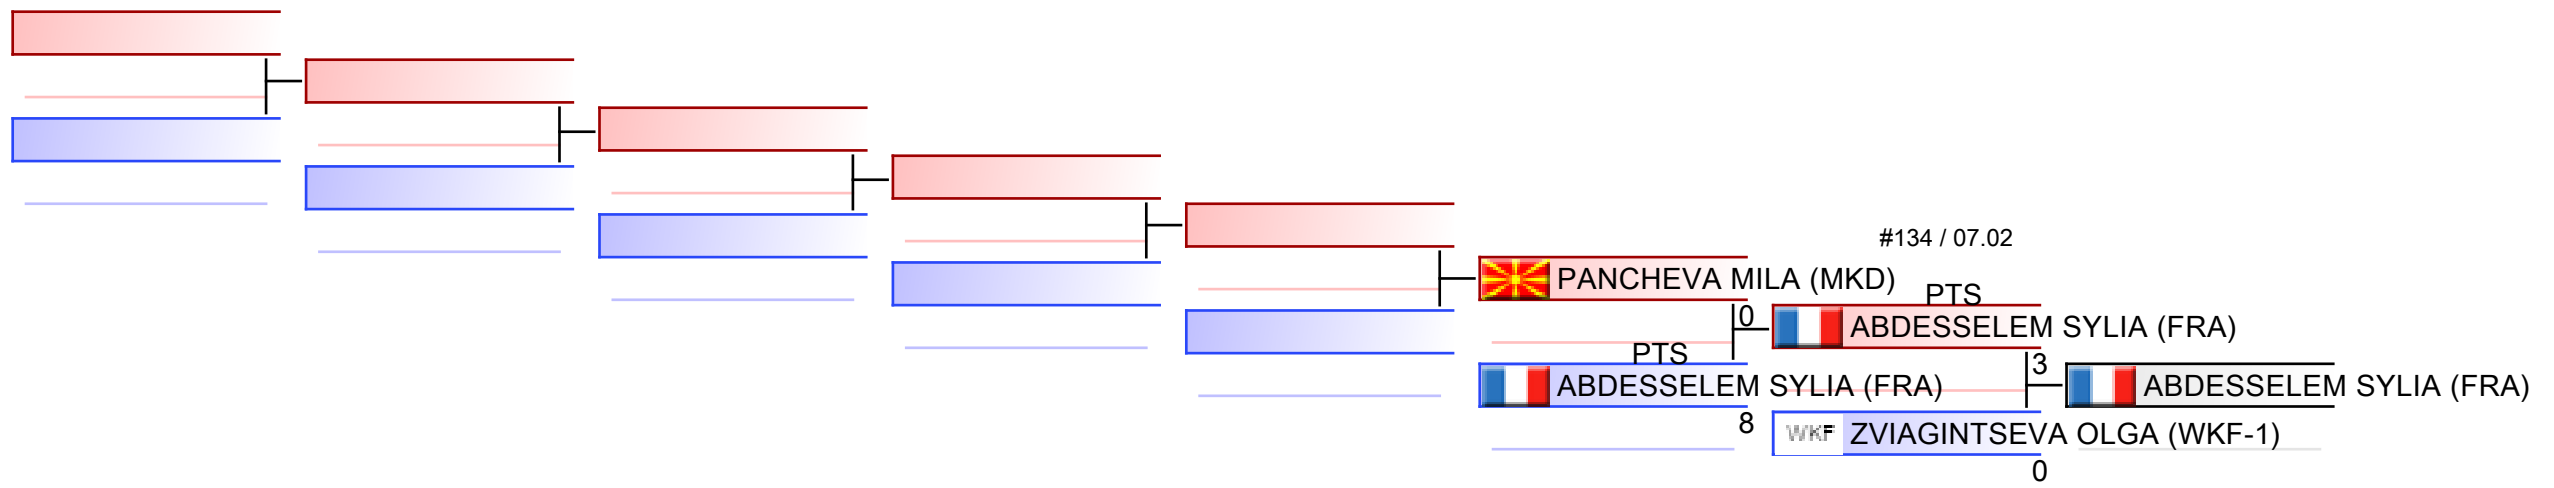 #134 / 07.02
PANCHEVA MILA (MKD)
PTS
0
ABDESSELEM SYLIA (FRA)
PTS
3
ABDESSELEM SYLIA (FRA)
ABDESSELEM SYLIA (FRA)
8
WKF
ZVIAGINTSEVA OLGA (WKF-1)
0